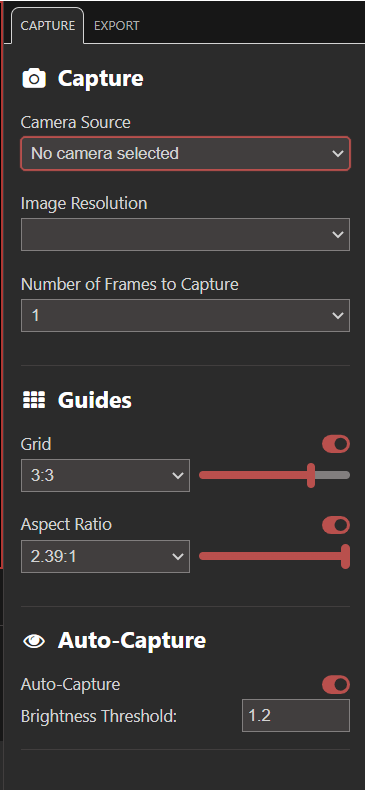 CAPTURE EXPORT
Capture
Camera Source
No camera selected
Image Resolution
Number of Frames to Capture
1
Guides
Grid
3:3
Aspect Ratio
2.39:1
Auto-Capture
Auto-Capture
Brightness Threshold: 1.2